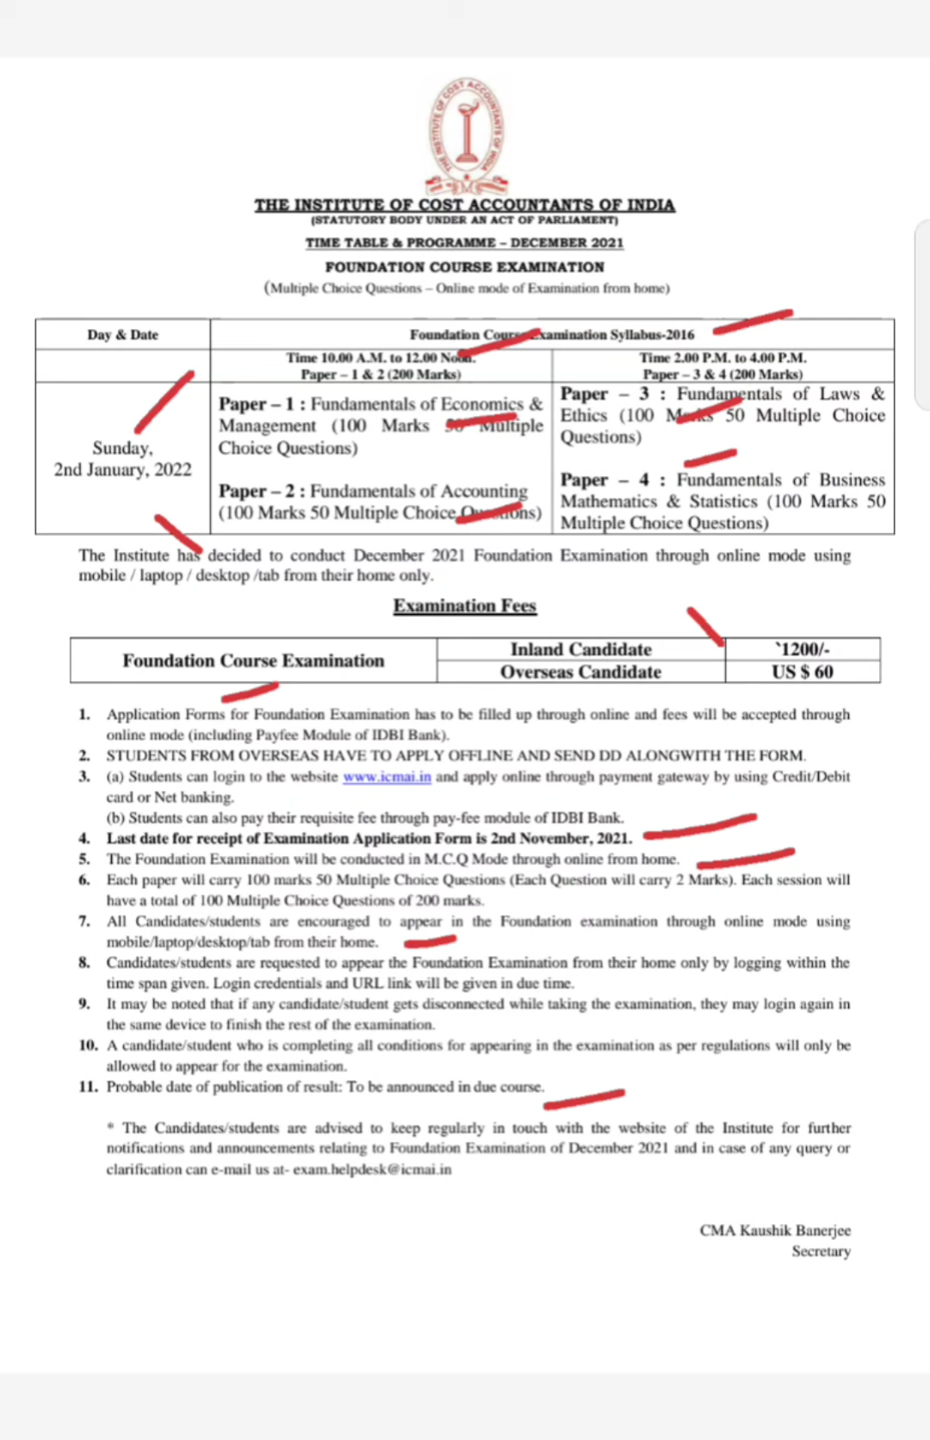 THE INSTITUTE OF COST ACCOUNTANTS OF INDIA
THE INSTITUTE OF COST ACCOUNTANTS OF INDIA
(STATUTORY BODY UNDER AN ACT OF PARLIAMENT)
TIME TABLE & PROGRAMME – DECEMBER 2021
FOUNDATION COURSE EXAMINATION
(Multiple Choice Questions – Online mode of Examination from home)
Day & Date
Foundation Course Examination Syllabus-2016
Time 10.00 A.M. to 12.00 Noon.
Paper – 1 & 2 (200 Marks)
Time 2.00 P.M. to 4.00 P.M.
Paper – 3 & 4 (200 Marks)
Sunday,
2nd January, 2022
Paper – 1 : Fundamentals of Economics &
Management (100 Marks 50 Multiple
Choice Questions)
Paper – 2 : Fundamentals of Accounting
(100 Marks 50 Multiple Choice Questions)
Paper – 3 : Fundamentals of Laws &
Ethics (100 Marks 50 Multiple Choice
Questions)
Paper – 4 : Fundamentals of Business
Mathematics & Statistics (100 Marks 50
Multiple Choice Questions)
The Institute has decided to conduct December 2021 Foundation Examination through online mode using
mobile / laptop / desktop /tab from their home only.
Examination Fees
Foundation Course Examination
Inland Candidate
`1200/-
Overseas Candidate
US $ 60
1. Application Forms for Foundation Examination has to be filled up through online and fees will be accepted through
online mode (including Payfee Module of IDBI Bank).
2. STUDENTS FROM OVERSEAS HAVE TO APPLY OFFLINE AND SEND DD ALONGWITH THE FORM.
3. (a) Students can login to the website www.icmai.in and apply online through payment gateway by using Credit/Debit
card or Net banking.
(b) Students can also pay their requisite fee through pay-fee module of IDBI Bank.
4. Last date for receipt of Examination Application Form is 2nd November, 2021.
5. The Foundation Examination will be conducted in M.C.Q Mode through online from home.
6. Each paper will carry 100 marks 50 Multiple Choice Questions (Each Question will carry 2 Marks). Each session will
have a total of 100 Multiple Choice Questions of 200 marks.
7. All Candidates/students are encouraged to appear in the Foundation examination through online mode using
mobile/laptop/desktop/tab from their home.
8. Candidates/students are requested to appear the Foundation Examination from their home only by logging within the
time span given. Login credentials and URL link will be given in due time.
9. It may be noted that if any candidate/student gets disconnected while taking the examination, they may login again in
the same device to finish the rest of the examination.
10. A candidate/student who is completing all conditions for appearing in the examination as per regulations will only be
allowed to appear for the examination.
11. Probable date of publication of result: To be announced in due course.
* The Candidates/students are advised to keep regularly in touch with the website of the Institute for further
notifications and announcements relating to Foundation Examination of December 2021 and in case of any query or
clarification can e-mail us at- exam.helpdesk@icmai.in
CMA Kaushik Banerjee
Secretary